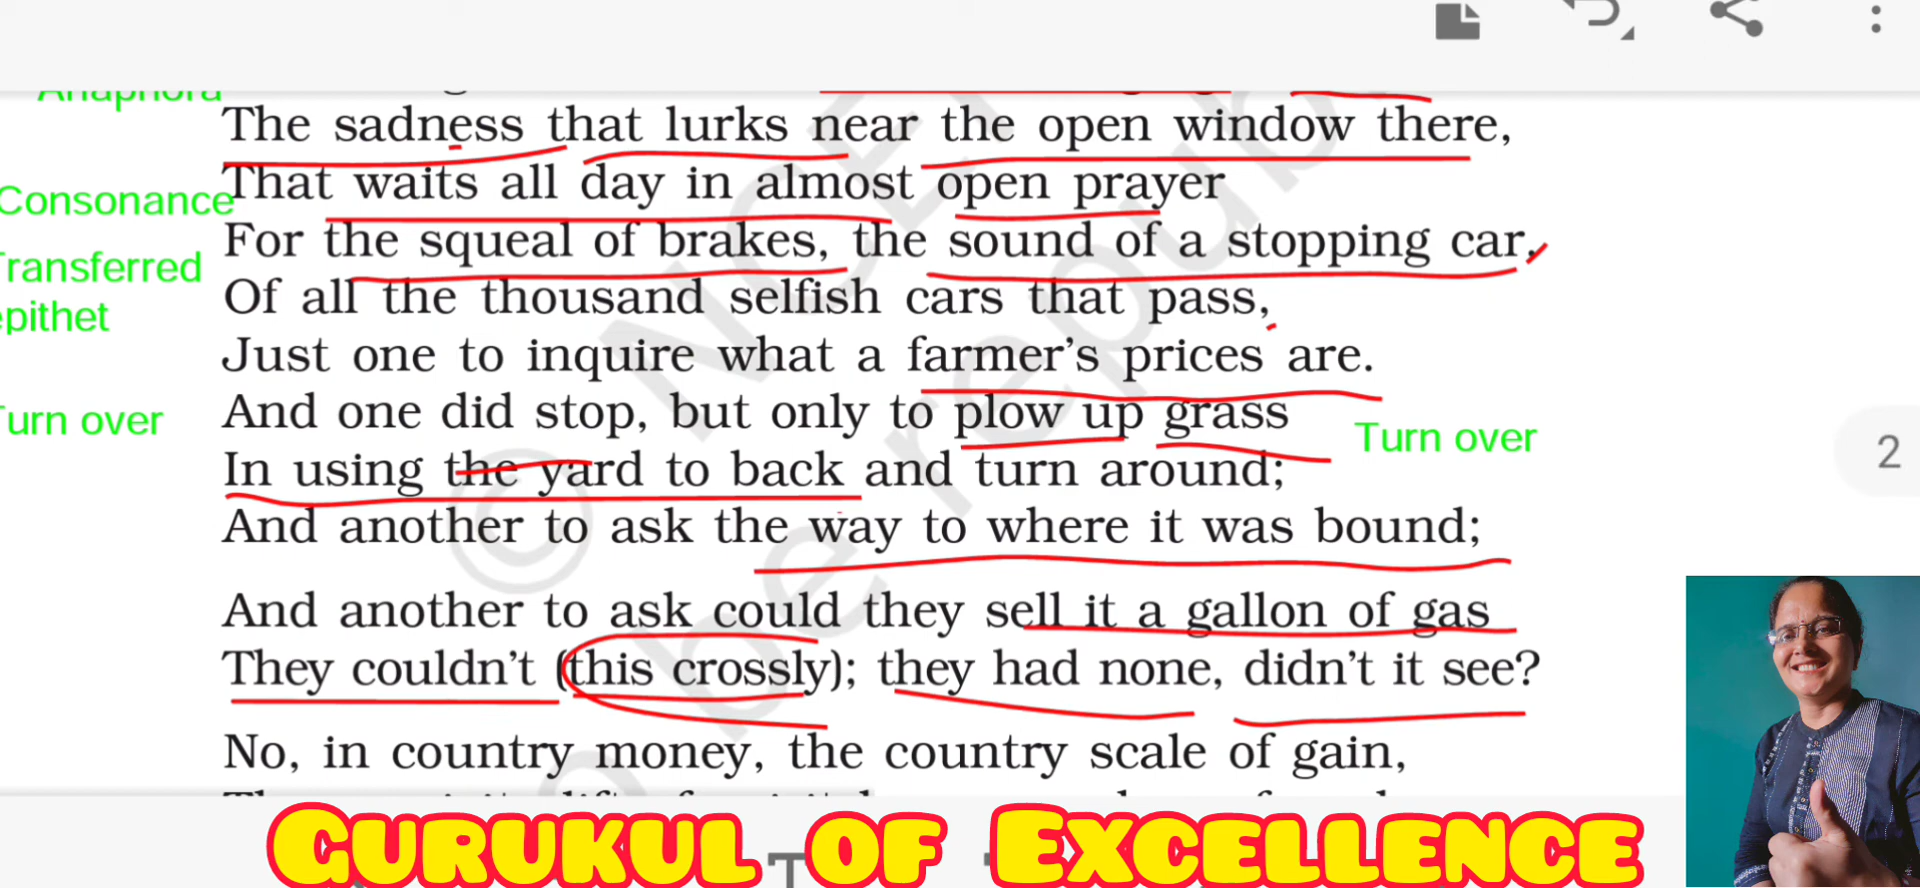 Anaphora
The sadness that lurks near the open window there,
That waits all day in almost open prayer
Consonance
For the squeal of brakes, the sound of a stopping car,
Transferred
epithet
Of all the thousand selfish cars that pass,
Just one to inquire what a farmer's prices are.
Turn over
And one did stop, but only to plow up grass
Turn over
In using the yard to back and turn around;
2
And another to ask the way to where it was bound;
And another to ask could they sell it a gallon of gas
They couldn't (this crossly); they had none, didn't it see?
No, in country money, the country scale of gain,
GURUKUL OF EXCELLENCE